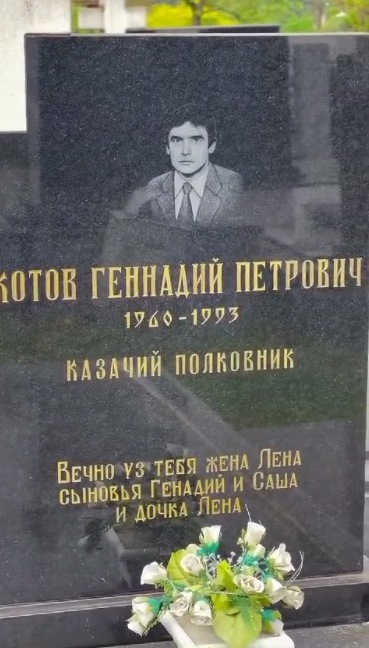 КОТОВ ГЕННАДИЙ ПЕТРОВИЧ
1960-1993
КАЗАЧИЙ ПОЛКОВНИК
ВЕЧНО УЗ ТЕБЯ ЖЕНА ЛЕНА
СЫНОВЬЯ ГЕНАДИЙ И САША
И ДОЧКА ЛЕНА